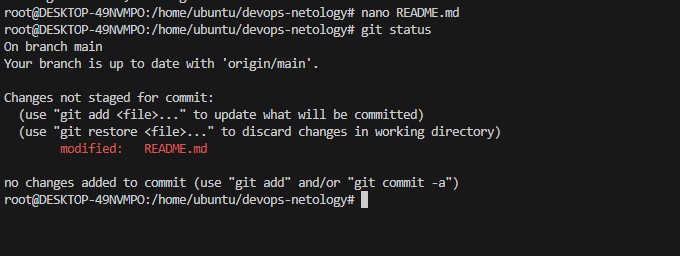 root@DESKTOP-49NVMPO:/home/ubuntu/devops-netology# nano README.md
root@DESKTOP-49NVMPO:/home/ubuntu/devops-netology# git status
On branch main
Your branch is up to date with 'origin/main'.

Changes not staged for commit:
  (use "git add <file>..." to update what will be committed)
  (use "git restore <file>..." to discard changes in working directory)
        modified:   README.md

no changes added to commit (use "git add" and/or "git commit -a")
root@DESKTOP-49NVMPO:/home/ubuntu/devops-netology#